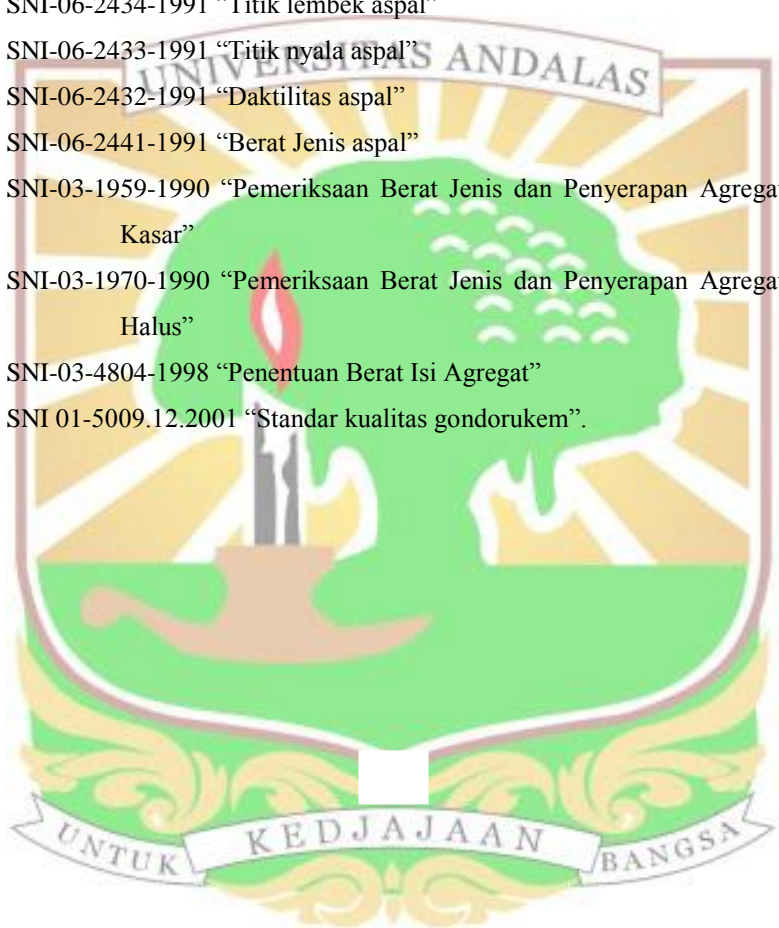 SNI-06-2434-1991 “Titik lembek aspal”
SNI-06-2433-1991 “Titik nyala aspal”
UNIVERSITAS ANDALAS
SNI-06-2432-1991 “Daktilitas aspal”
SNI-06-2441-1991 “Berat Jenis aspal”
SNI-03-1959-1990 “Pemeriksaan Berat Jenis dan Penyerapan Agregat
Kasar”
SNI-03-1970-1990 “Pemeriksaan Berat Jenis dan Penyerapan Agregat
Halus”
SNI-03-4804-1998 “Penentuan Berat Isi Agregat”
SNI 01-5009.12.2001 “Standar kualitas gondorukem”.
UNTUK KEDJAJAAN BANGSA